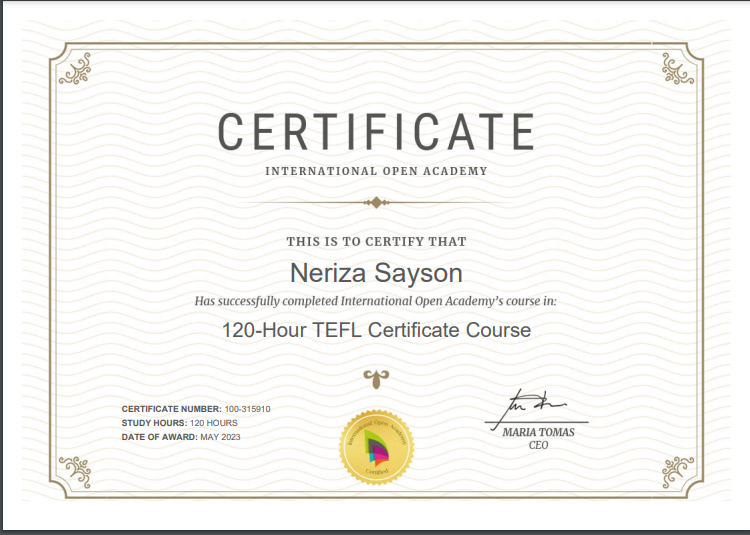 CERTIFICATE
INTERNATIONAL OPEN ACADEMY
THIS IS TO CERTIFY THAT
Neriza Sayson
Has successfully completed International Open Academy's course in:
120-Hour TEFL Certificate Course
CERTIFICATE NUMBER: 100-315910
STUDY HOURS: 120 HOURS
DATE OF AWARD: MAY 2023
International Open Academy
Certified
MARIA TOMAS
CEO